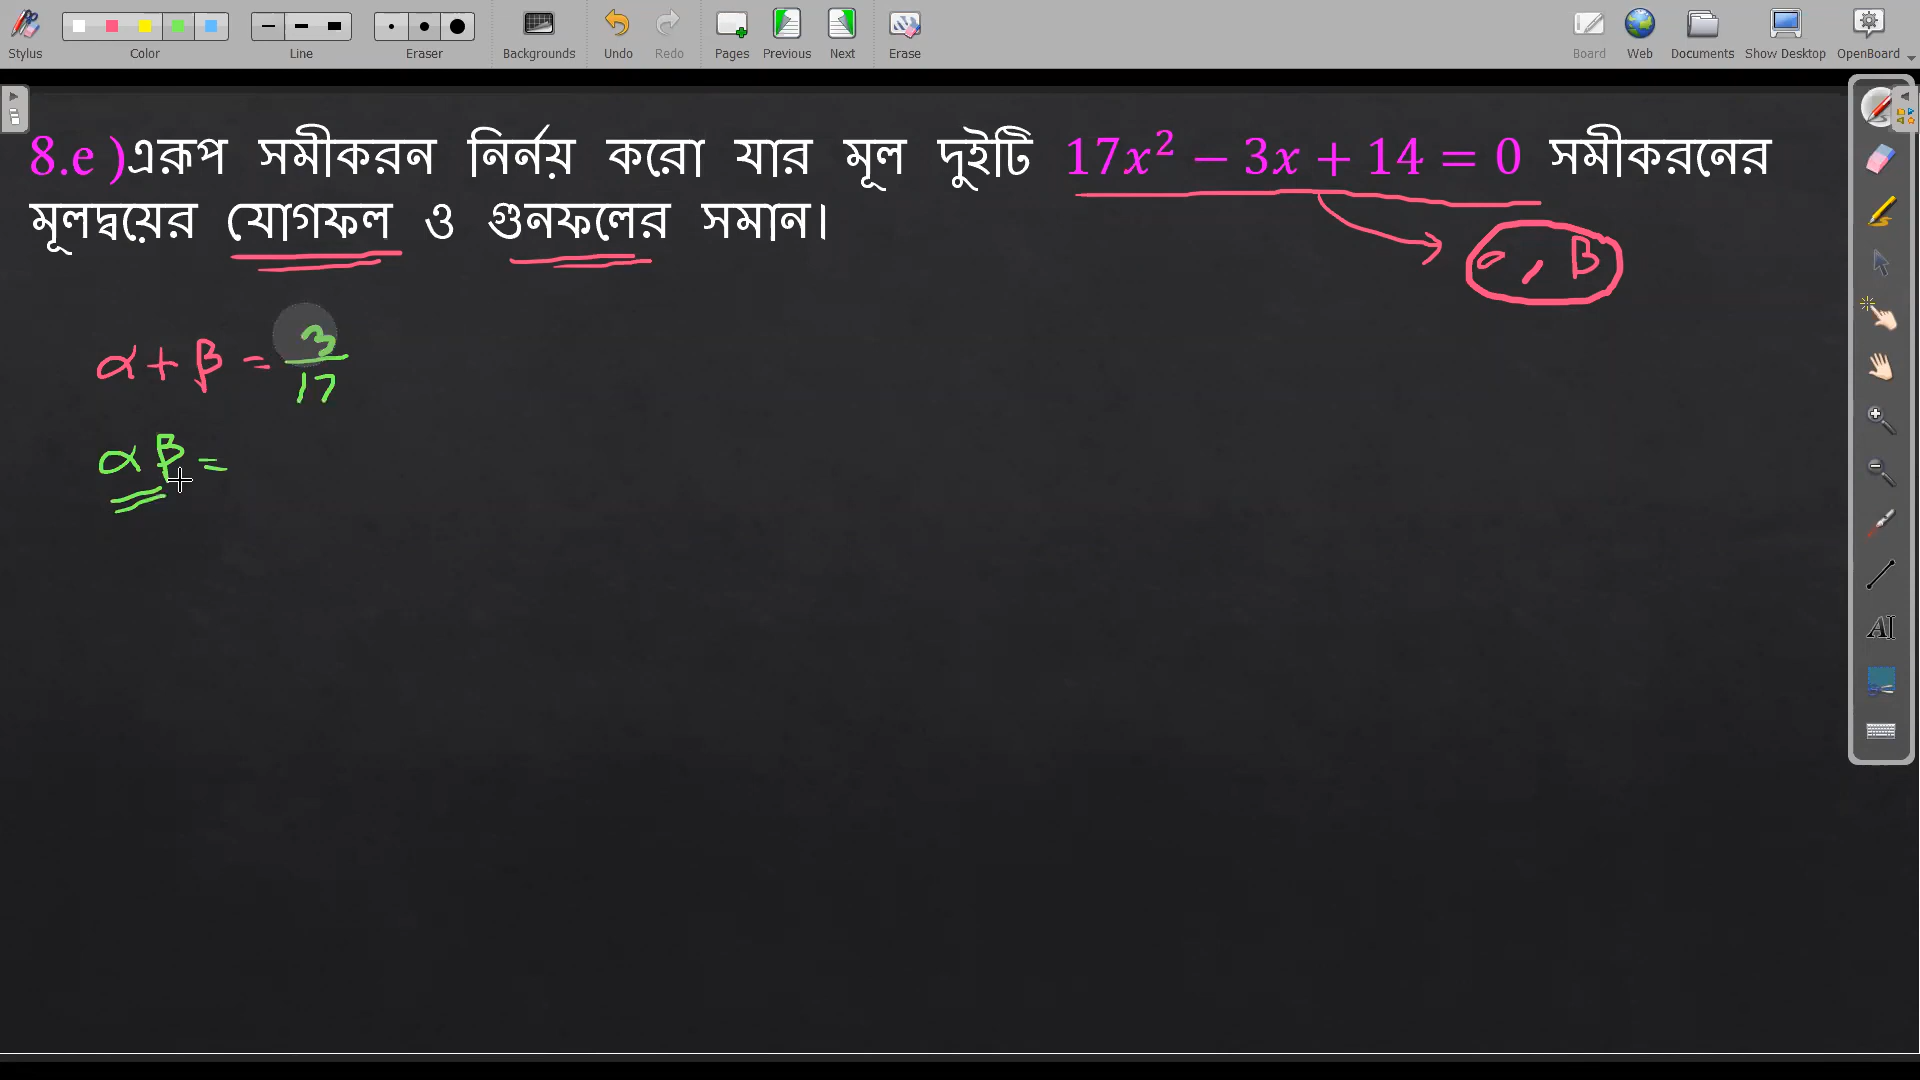 Stylus Color Line Eraser Backgrounds Undo Redo Pages Previous Next Erase Board Web Documents Show Desktop OpenBoard
8.e )এরূপ সমীকরন নির্নয় করো যার মূল দুইটি 17x² − 3x + 14 = 0 সমীকরনের
মূলদ্বয়ের যোগফল ও গুনফলের সমান।
α, β
α + β = 3/17
αβ =